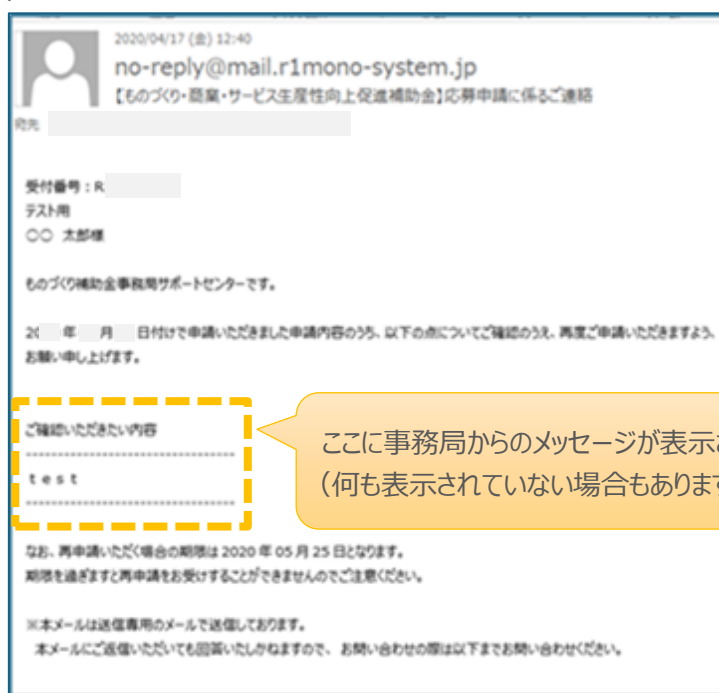 2020/04/17 (金) 12:40
no-reply@mail.r1mono-system.jp
【ものづくり・商業・サービス生産性向上促進補助金】応募申請に係るご連絡
宛先
受付番号：R
テスト用
○○ 太郎様
ものづくり補助金事務局サポートセンターです。
20 年 月 日付けで申請いただきました申請内容のうち、以下の点についてご確認のうえ、再度ご申請いただきますよう、
お願い申し上げます。
ご確認いただきたい内容
----------------------------------
ｔｅｓｔ
----------------------------------
ここに事務局からのメッセージが表示
（何も表示されていない場合もあります
なお、再申請いただく場合の期限は 2020 年 05 月 25 日となります。
期限を過ぎますと再申請をお受けすることができませんのでご注意ください。
※本メールは送信専用のメールで送信しております。
本メールにご返信いただいても回答いたしかねますので、お問い合わせの際は以下までお問い合わせください。